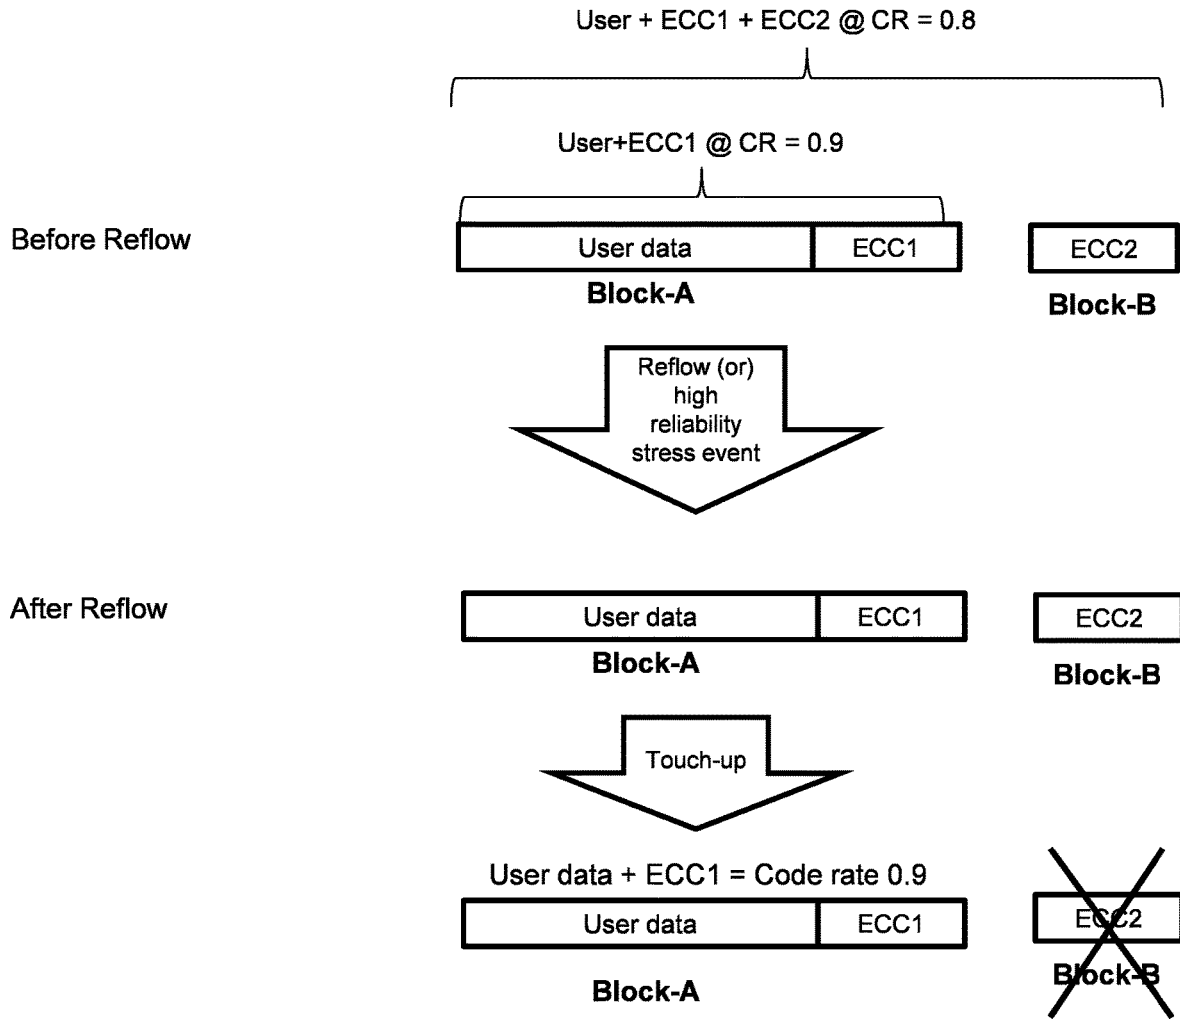 User + ECC1 + ECC2 @ CR = 0.8
User+ECC1 @ CR = 0.9
Before Reflow
User data
ECC1
ECC2
Block-A
Block-B
Reflow (or)
high
reliability
stress event
After Reflow
User data
ECC1
ECC2
Block-A
Block-B
Touch-up
User data + ECC1 = Code rate 0.9
User data
ECC1
ECC2
Block-A
Block-B